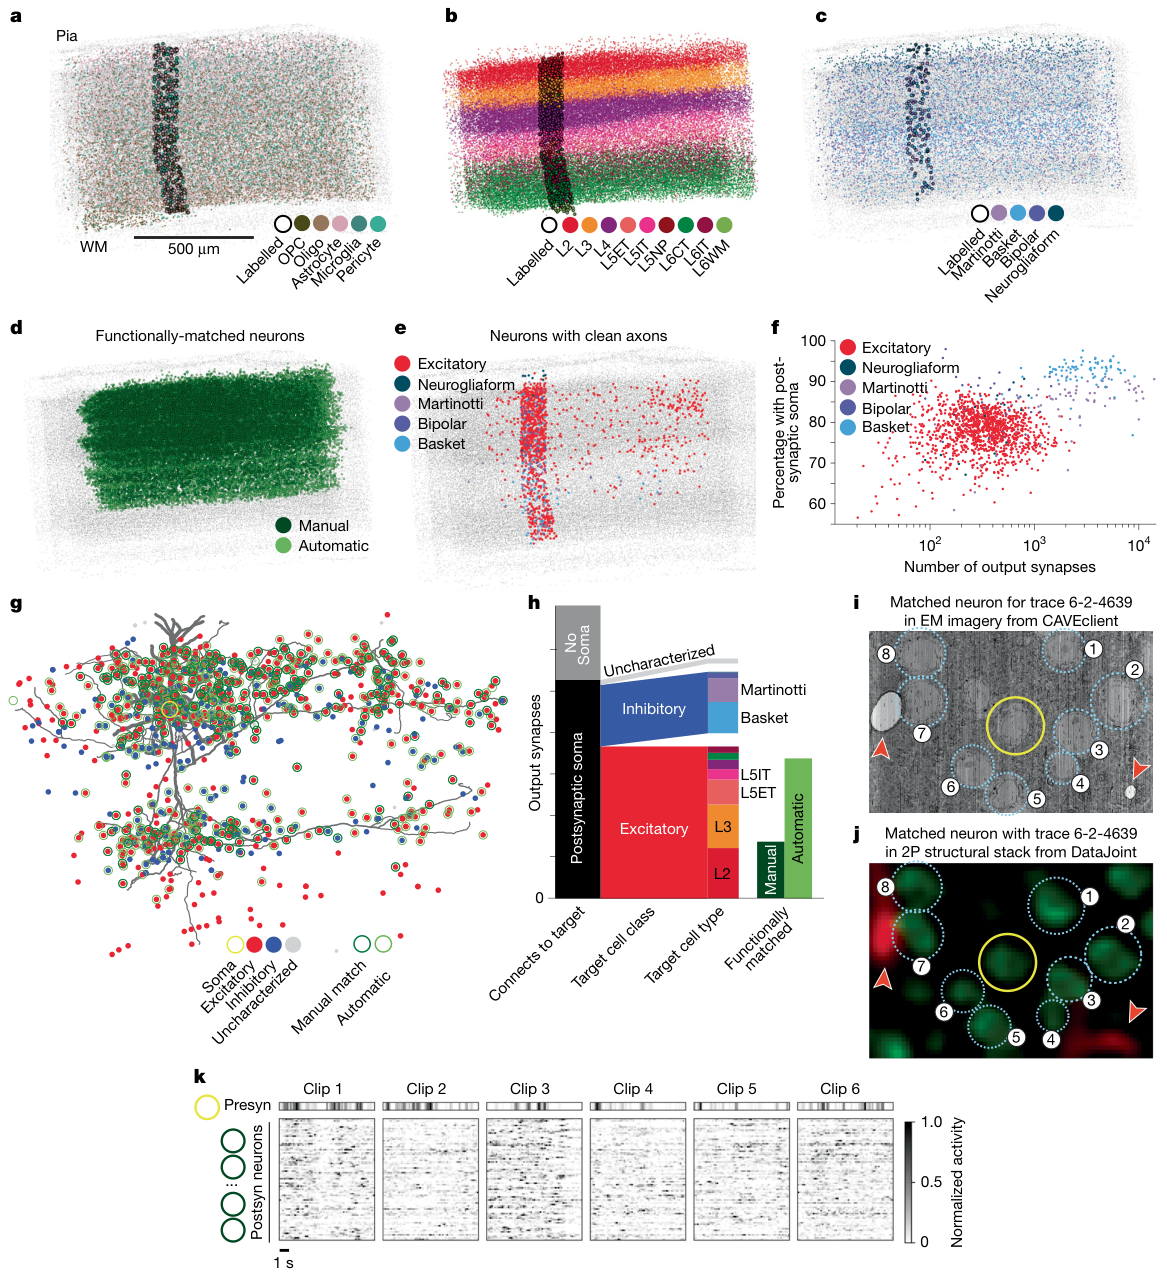 a
Pia
WM
500 µm
Labelled
OPC
Oligo
Astrocyte
Microglia
Pericyte
b
Labelled
L2
L3
L4
L5ET
L5IT
L5NP
L6CT
L6IT
L6WM
c
Labelled
Martinotti
Basket
Bipolar
Neurogliaform
d
Functionally-matched neurons
Manual
Automatic
e
Neurons with clean axons
Excitatory
Neurogliaform
Martinotti
Bipolar
Basket
f
Percentage with post-
synaptic soma
100
90
80
70
60
Excitatory
Neurogliaform
Martinotti
Bipolar
Basket
10²
10³
10⁴
Number of output synapses
g
Soma
Excitatory
Inhibitory
Uncharacterized
Manual match
Automatic
h
Output synapses
0
No
Soma
Postsynaptic soma
Uncharacterized
Inhibitory
Excitatory
Martinotti
Basket
L5IT
L5ET
L3
L2
Manual
Automatic
Connects to target
Target cell class
Target cell type
Functionally
matched
i
Matched neuron for trace 6-2-4639
in EM imagery from CAVEclient
8
1
2
7
3
6
4
5
j
Matched neuron with trace 6-2-4639
in 2P structural stack from DataJoint
8
1
2
7
3
6
5
4
k
Clip 1
Clip 2
Clip 3
Clip 4
Clip 5
Clip 6
Presyn
Postsyn neurons
...
1 s
1.0
0.5
0
Normalized activity